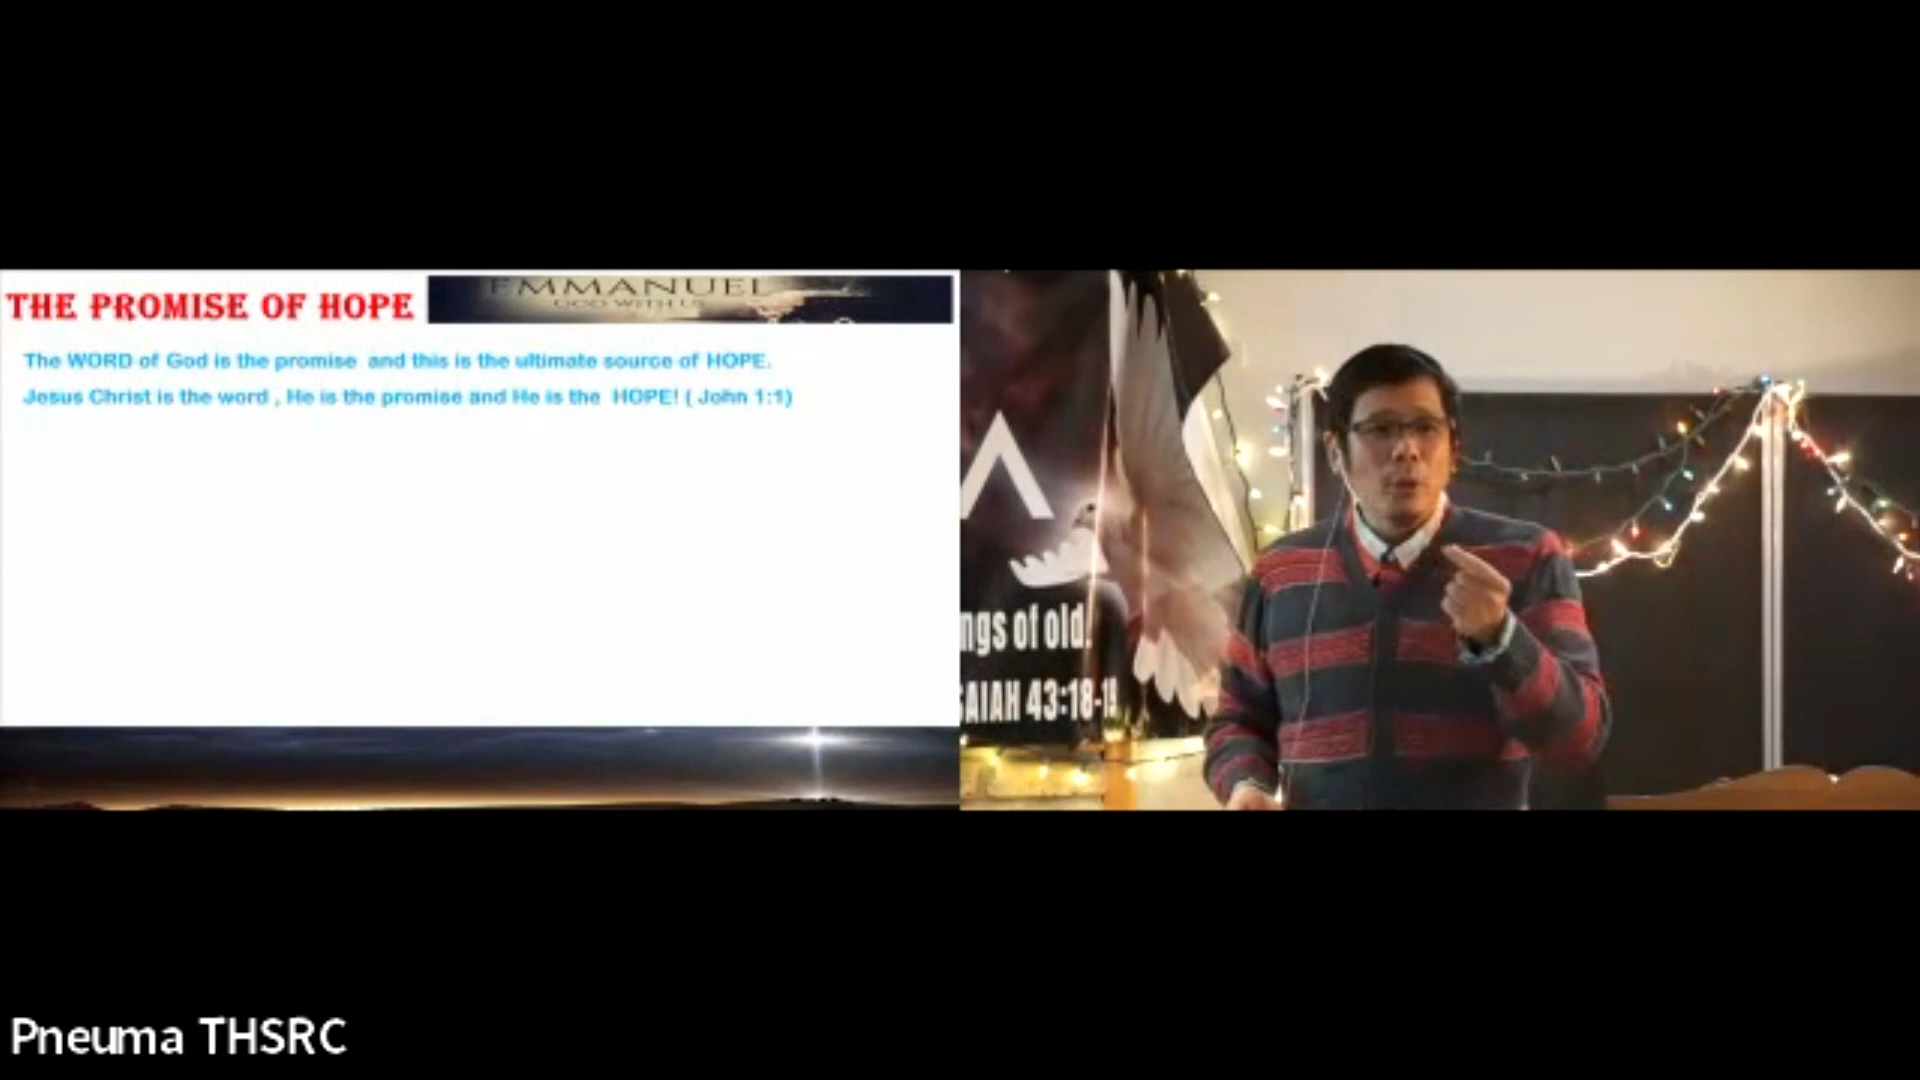 THE PROMISE OF HOPE
EMMANUEL
GOD WITH US
The WORD of God is the promise and this is the ultimate source of HOPE.
Jesus Christ is the word , He is the promise and He is the HOPE! ( John 1:1)
ngs of old.
SAIAH 43:18-19
Pneuma THSRC